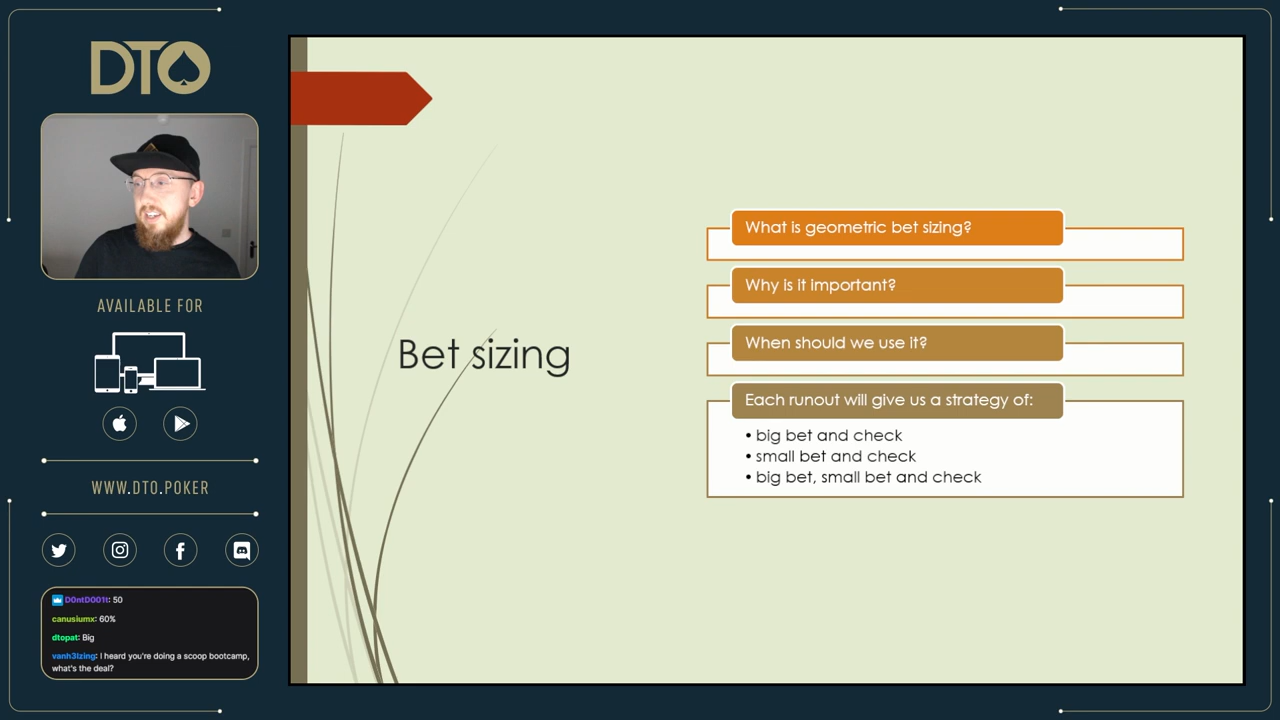 DTO
AVAILABLE FOR
WWW.DTO.POKER
D0ntD001t: 50
canusiumx: 60%
dtopat: Big
vanh3lzing: I heard you're doing a scoop bootcamp,
what's the deal?
Bet sizing
What is geometric bet sizing?
Why is it important?
When should we use it?
Each runout will give us a strategy of:
• big bet and check
• small bet and check
• big bet, small bet and check